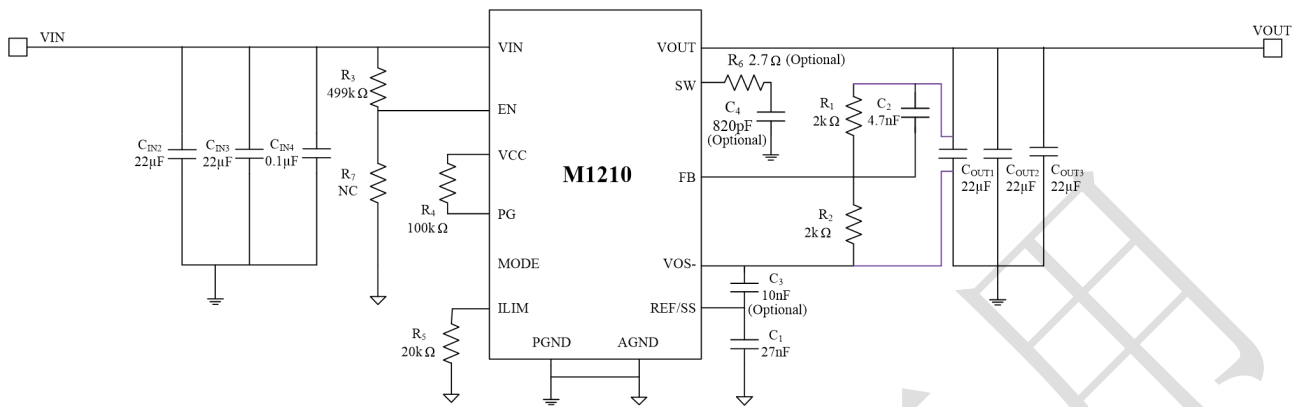 VIN
VOUT
VIN
VOUT
R3
499kΩ
R6 2.7Ω (Optional)
SW
EN
C4
820pF
(Optional)
R1
2kΩ
C2
4.7nF
CIN2
22μF
CIN3
22μF
CIN4
0.1μF
VCC
M1210
R7
NC
FB
COUT1
22μF
COUT2
22μF
COUT3
22μF
R4
100kΩ
PG
R2
2kΩ
MODE
VOS-
C3
10nF
(Optional)
ILIM
REF/SS
R5
20kΩ
PGND
AGND
C1
27nF